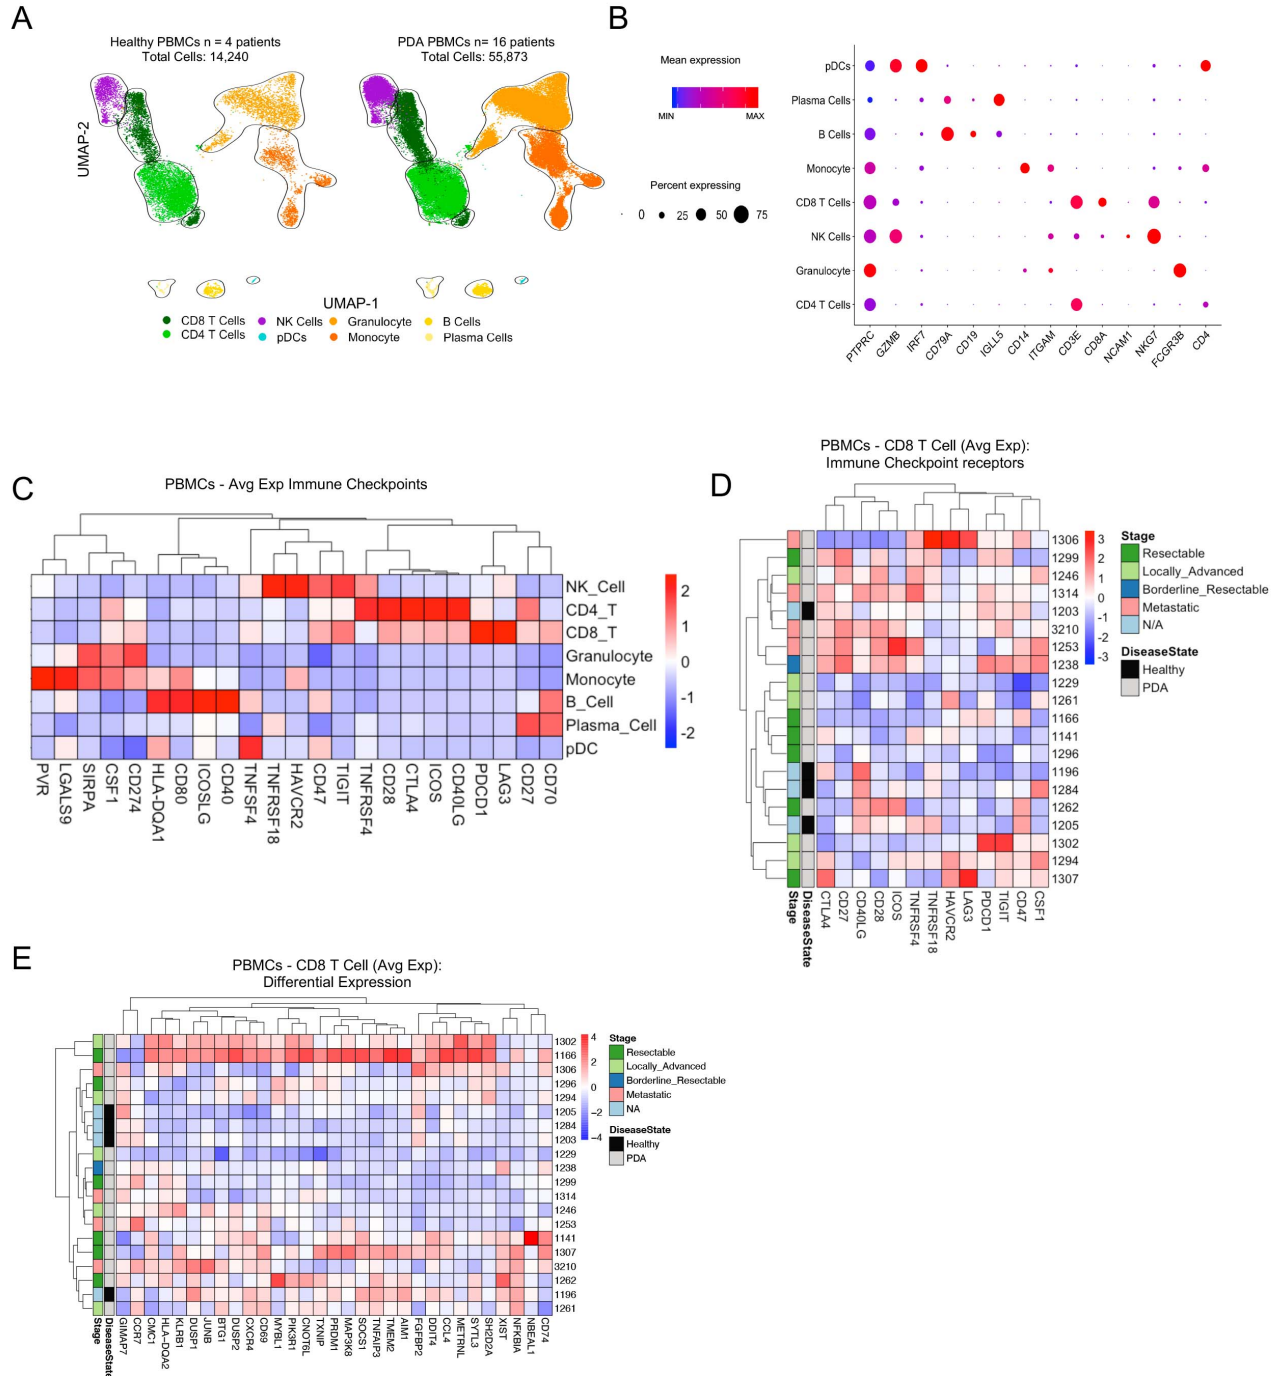 A
Healthy PBMCs n = 4 patients
Total Cells: 14,240
PDA PBMCs n= 16 patients
Total Cells: 55,873
UMAP-2
UMAP-1
CD8 T Cells
CD4 T Cells
NK Cells
pDCs
Granulocyte
Monocyte
B Cells
Plasma Cells
B
Mean expression
MIN MAX
Percent expressing
0 25 50 75
pDCs
Plasma Cells
B Cells
Monocyte
CD8 T Cells
NK Cells
Granulocyte
CD4 T Cells
PTPRC GZMB IRF7 CD79A CD19 IGLL5 CD14 ITGAM CD3E CD8A NCAM1 NKG7 FCGR3B CD4
C
PBMCs - Avg Exp Immune Checkpoints
NK_Cell
CD4_T
CD8_T
Granulocyte
Monocyte
B_Cell
Plasma_Cell
pDC
2
1
0
-1
-2
PVR LGALS9 SIRPA CSF1 CD274 HLA-DQA1 CD80 ICOSLG CD40 TNFSF4 TNFRSF18 HAVCR2 CD47 TIGIT TNFRSF4 CD28 CTLA4 ICOS CD40LG PDCD1 LAG3 CD27 CD70
D
PBMCs - CD8 T Cell (Avg Exp):
Immune Checkpoint receptors
1306
1299
1246
1314
1203
3210
1253
1238
1229
1261
1166
1141
1296
1196
1284
1262
1205
1302
1294
1307
3
2
1
0
-1
-2
-3
Stage
Resectable
Locally_Advanced
Borderline_Resectable
Metastatic
N/A
DiseaseState
Healthy
PDA
Stage DiseaseState CTLA4 CD27 CD40LG CD28 ICOS TNFRSF4 TNFRSF18 HAVCR2 LAG3 PDCD1 TIGIT CD47 CSF1
E
PBMCs - CD8 T Cell (Avg Exp):
Differential Expression
1302
1166
1306
1296
1294
1205
1284
1203
1229
1238
1299
1314
1246
1253
1141
1307
3210
1262
1196
1261
4
2
0
−2
−4
Stage
Resectable
Locally_Advanced
Borderline_Resectable
Metastatic
NA
DiseaseState
Healthy
PDA
Stage DiseaseState GIMAP7 CCR7 CMC1 HLA-DQA2 KLRB1 DUSP1 JUNB BTG1 DUSP2 CXCR4 CD69 MYBL1 PIK3R1 CNOT6L TXNIP PRDM1 MAP3K8 SOCS1 TNFAIP3 TMEM2 AIM1 FGFBP2 DDIT4 CCL4 METRNL SYTL3 SH2D2A XIST NFKBIA NBEAL1 CD74